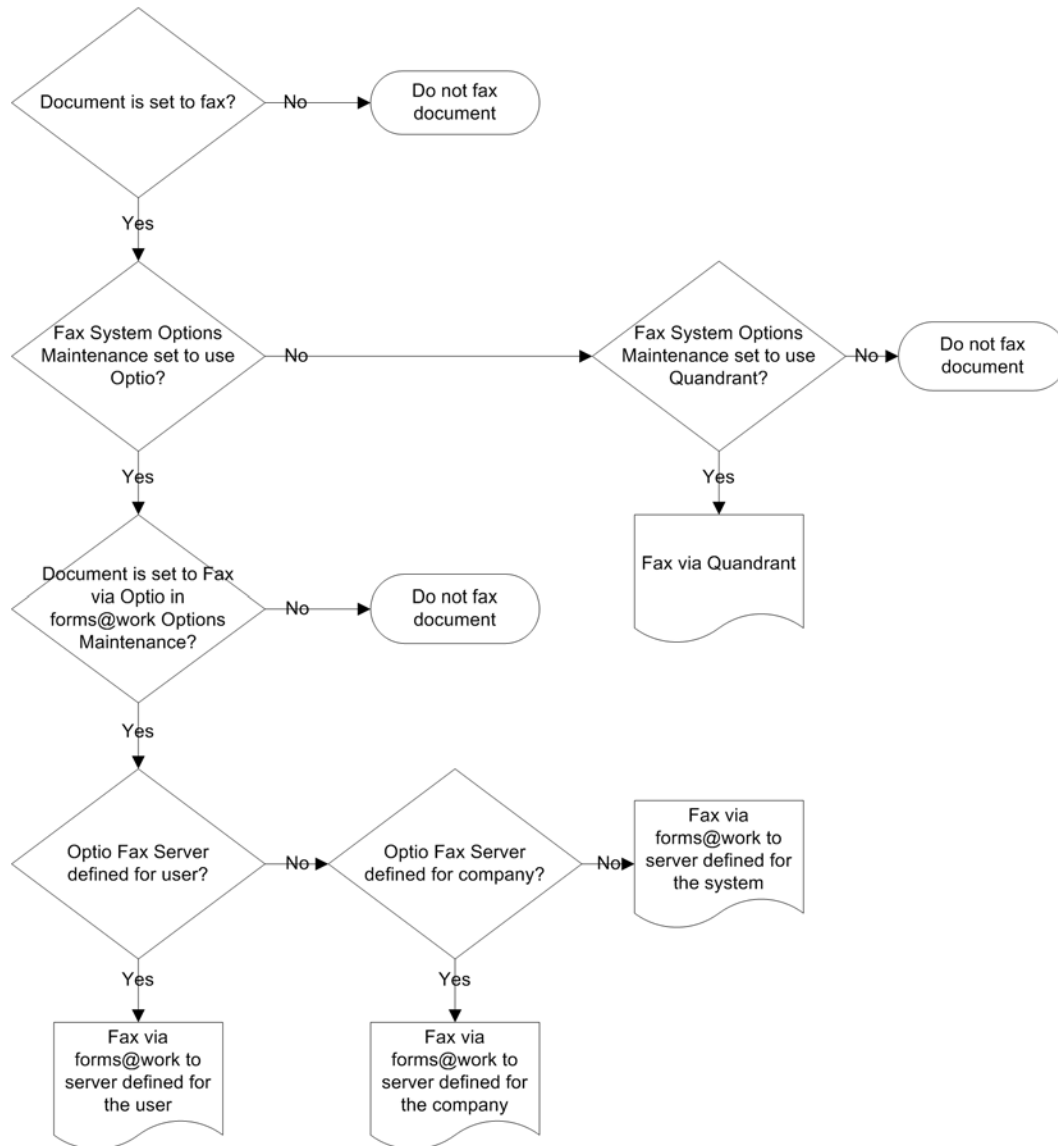 Document is set to fax?
No
Do not fax
document
Yes
Fax System Options
Maintenance set to use
Optio?
No
Fax System Options
Maintenance set to use
Quandrant?
No
Do not fax
document
Yes
Yes
Fax via Quandrant
Document is set to Fax
via Optio in
forms@work Options
Maintenance?
No
Do not fax
document
Yes
Optio Fax Server
defined for user?
No
Optio Fax Server
defined for company?
No
Fax via
forms@work to
server defined for
the system
Yes
Yes
Fax via
forms@work to
server defined for
the user
Fax via
forms@work to
server defined for
the company